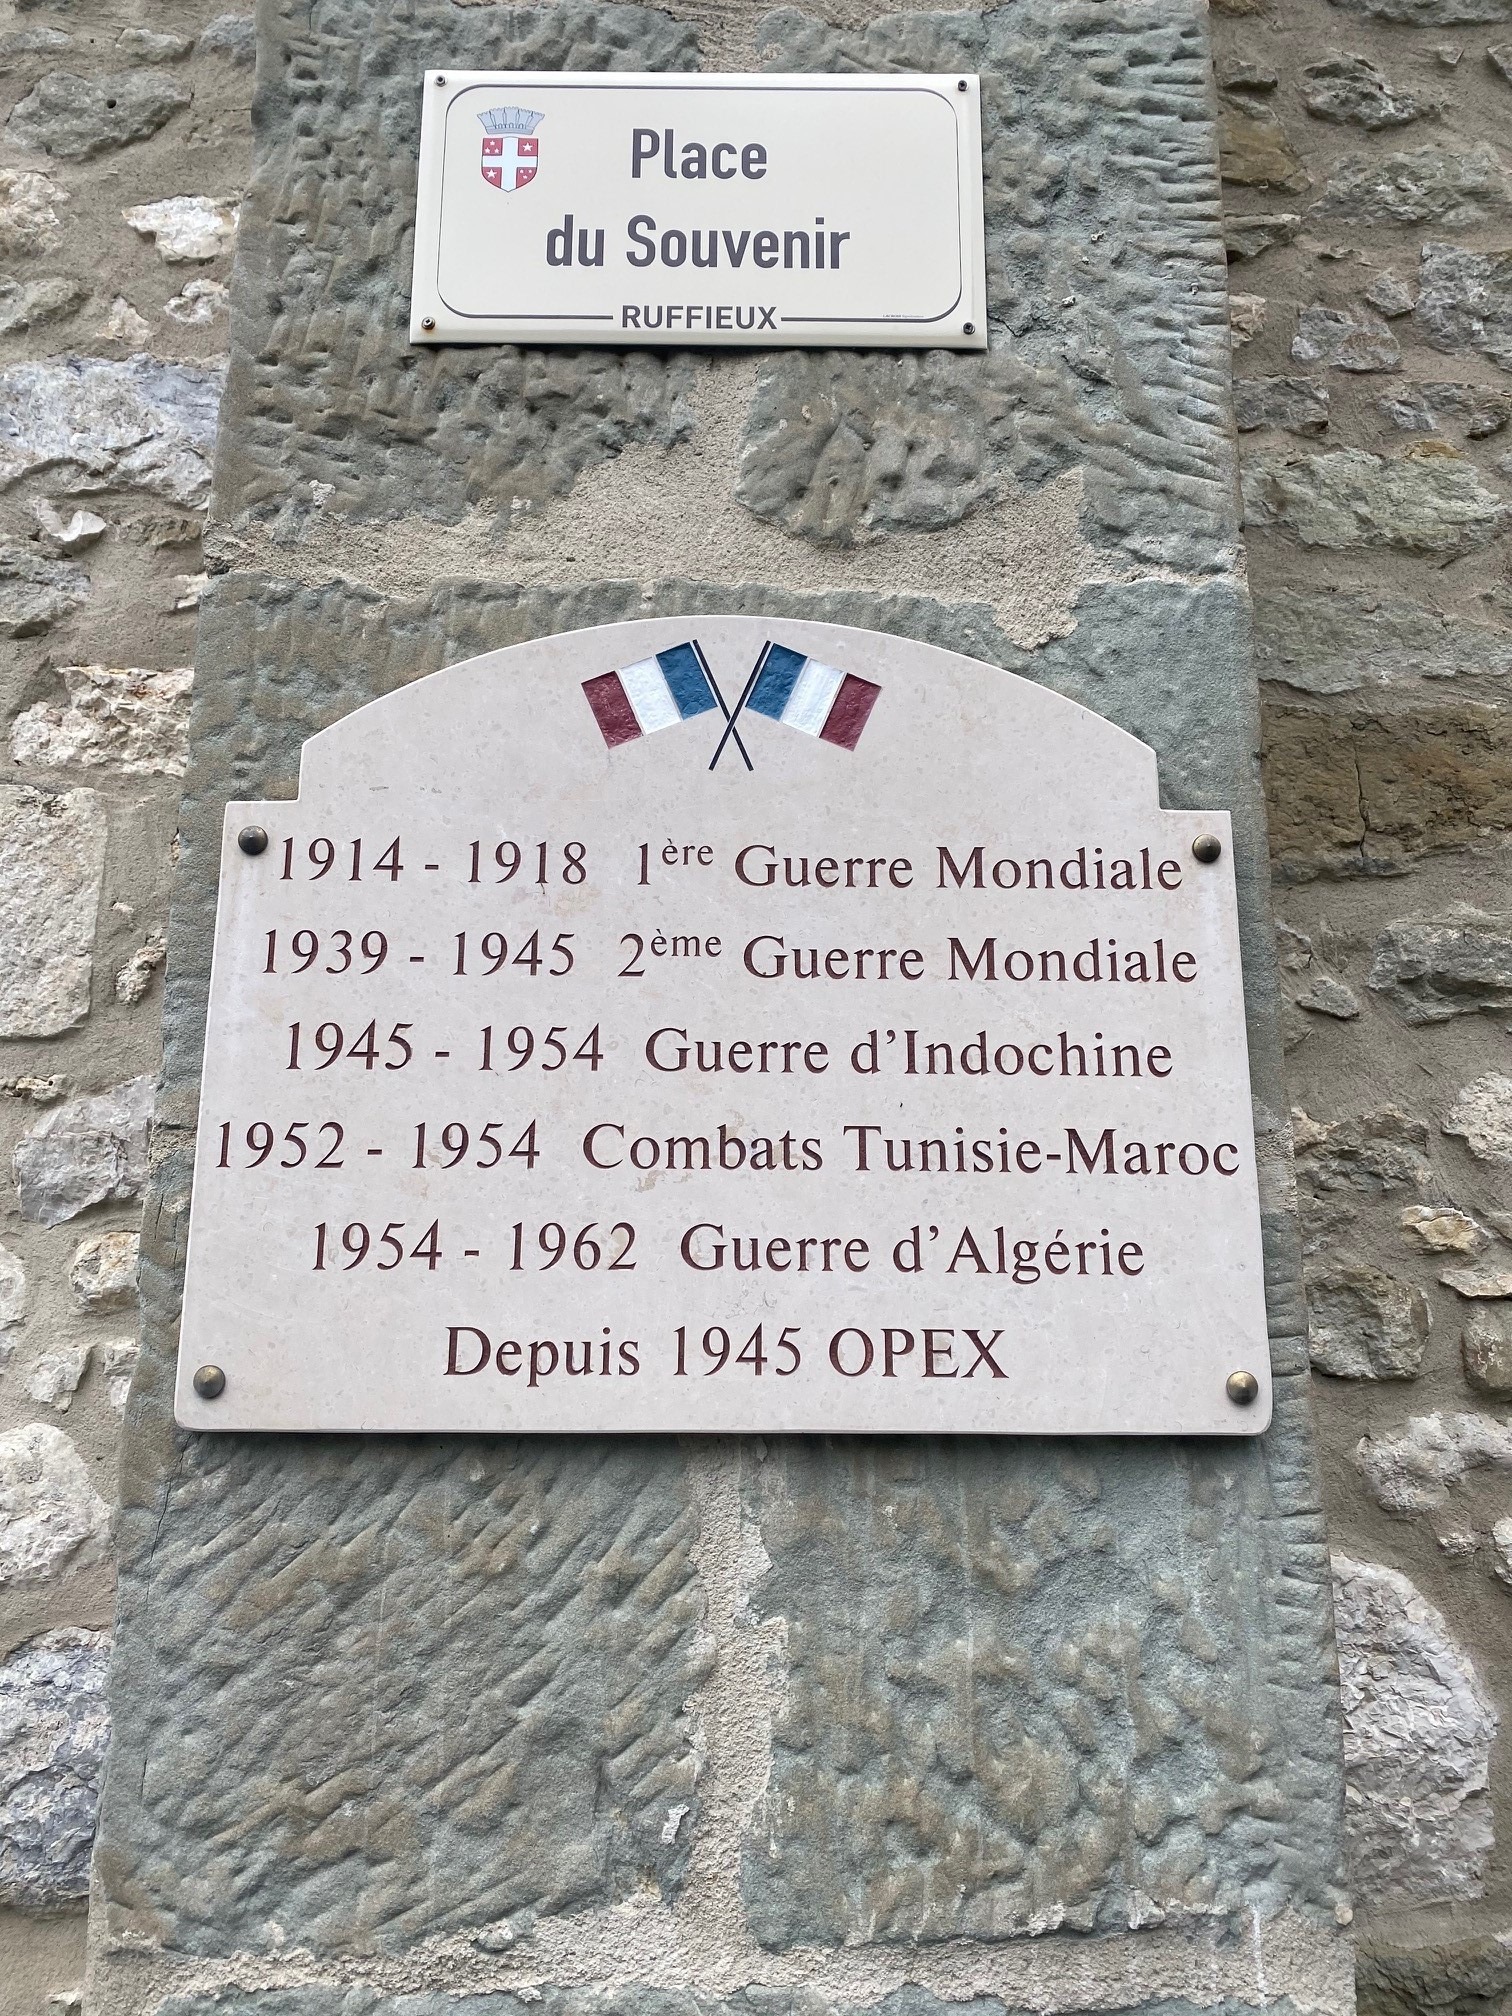 Place
du Souvenir
RUFFIEUX
1914 - 1918 1ère Guerre Mondiale
1939 - 1945 2ème Guerre Mondiale
1945 - 1954 Guerre d'Indochine
1952 - 1954 Combats Tunisie-Maroc
1954 - 1962 Guerre d'Algérie
Depuis 1945 OPEX